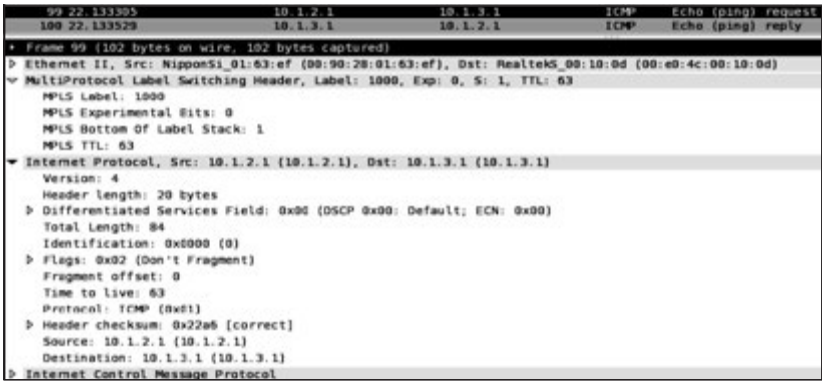 99 22.133305 10.1.2.1 10.1.3.1 ICMP Echo (ping) request
100 22.133529 10.1.3.1 10.1.2.1 ICMP Echo (ping) reply
Frame 99 (102 bytes on wire, 102 bytes captured)
Ethernet II, Src: NipponSi_01:63:ef (00:90:28:01:63:ef), Dst: RealtekS_00:10:0d (00:e0:4c:00:10:0d)
MultiProtocol Label Switching Header, Label: 1000, Exp: 0, S: 1, TTL: 63
MPLS Label: 1000
MPLS Experimental Bits: 0
MPLS Bottom Of Label Stack: 1
MPLS TTL: 63
Internet Protocol, Src: 10.1.2.1 (10.1.2.1), Dst: 10.1.3.1 (10.1.3.1)
Version: 4
Header length: 20 bytes
Differentiated Services Field: 0x00 (DSCP 0x00: Default; ECN: 0x00)
Total Length: 84
Identification: 0x0000 (0)
Flags: 0x02 (Don't Fragment)
Fragment offset: 0
Time to live: 63
Protocol: ICMP (0x01)
Header checksum: 0x22a6 [correct]
Source: 10.1.2.1 (10.1.2.1)
Destination: 10.1.3.1 (10.1.3.1)
Internet Control Message Protocol